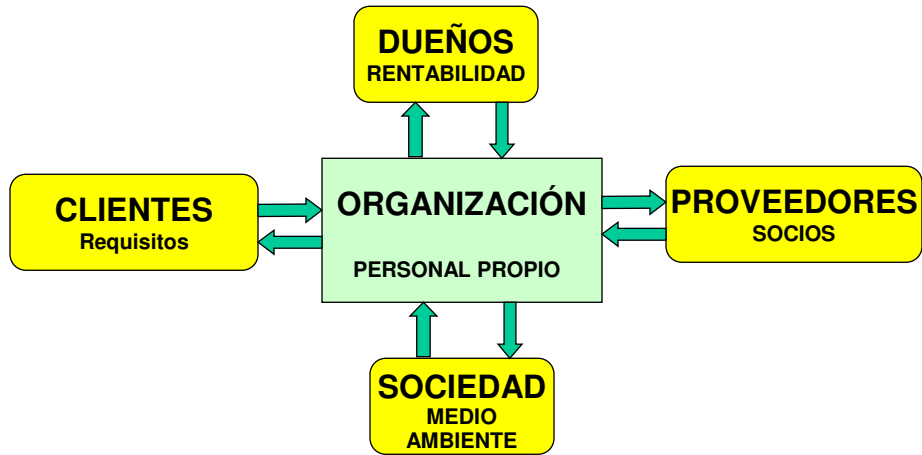 DUEÑOS
RENTABILIDAD
CLIENTES
Requisitos
ORGANIZACIÓN
PERSONAL PROPIO
PROVEEDORES
SOCIOS
SOCIEDAD
MEDIO
AMBIENTE